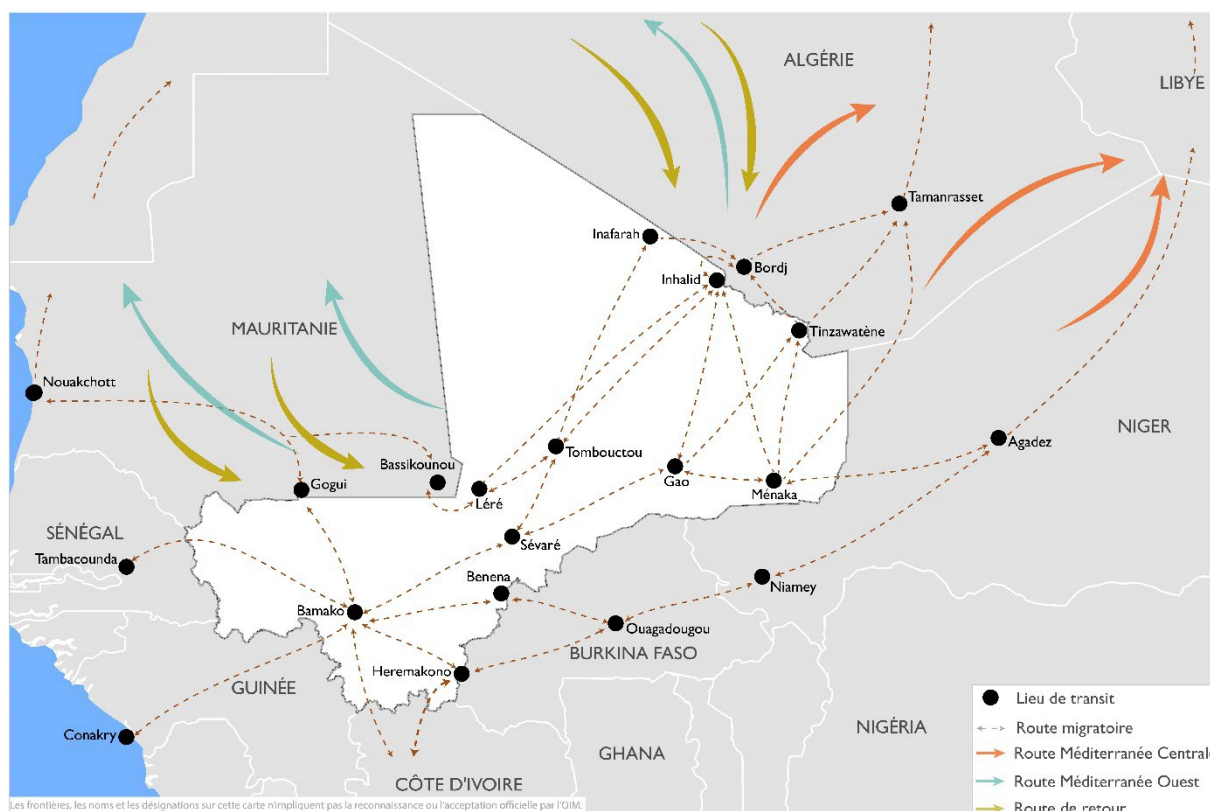 ALGÉRIE
LIBYE
Tamanrasset
Inafarah
Bordj
Inhalid
MAURITANIE
Tinzawatène
Nouakchott
NIGER
Agadez
Tombouctou
Bassikounou
Gao
Ménaka
Gogui
Léré
SÉNÉGAL
Sévaré
Tambacounda
Benena
Niamey
Bamako
Ouagadougou
BURKINA FASO
Heremakono
GUINÉE
Lieu de transit
NIGÉRIA
Route migratoire
Conakry
GHANA
Route Méditerranée Centrale
CÔTE D'IVOIRE
Route Méditerranée Ouest
Les frontières, les noms et les désignations sur cette carte n'impliquent pas la reconnaissance ou l'acceptation officielle par l'OIM.
Route de retour